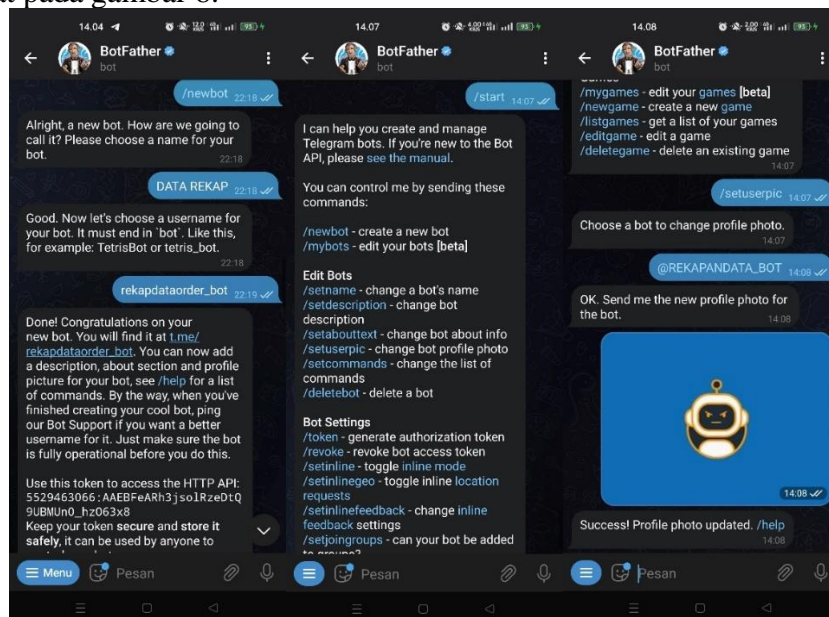 pada gambar
14.04
BotFather
bot
/newbot 22:18
Alright, a new bot. How are we going to
call it? Please choose a name for your
bot. 22:18
DATA REKAP 22:18
Good. Now let's choose a username for
your bot. It must end in `bot`. Like this,
for example: TetrisBot or tetris_bot.
22:18
rekapdataorder_bot 22:19
Done! Congratulations on your
new bot. You will find it at t.me/
rekapdataorder_bot. You can now add
a description, about section and profile
picture for your bot, see /help for a list
of commands. By the way, when you've
finished creating your cool bot, ping
our Bot Support if you want a better
username for it. Just make sure the bot
is fully operational before you do this.
Use this token to access the HTTP API:
5529463066:AAEBFeARh3jsolRzeDtQ
9UBMUnO_hzO63x8
Keep your token secure and store it
safely, it can be used by anyone to
Menu
Pesan
14.07
BotFather
bot
/start 14:07
I can help you create and manage
Telegram bots. If you're new to the Bot
API, please see the manual.
You can control me by sending these
commands:
/newbot - create a new bot
/mybots - edit your bots [beta]
Edit Bots
/setname - change a bot's name
/setdescription - change bot
description
/setabouttext - change bot about info
/setuserpic - change bot profile photo
/setcommands - change the list of
commands
/deletebot - delete a bot
Bot Settings
/token - generate authorization token
/revoke - revoke bot access token
/setinline - toggle inline mode
/setinlinegeo - toggle inline location
requests
/setinlinefeedback - change inline
feedback settings
/setjoingroups - can your bot be added
to groups?
Pesan
14.08
BotFather
bot
Games
/mygames - edit your games [beta]
/newgame - create a new game
/listgames - get a list of your games
/editgame - edit a game
/deletegame - delete an existing game
14:07
/setuserpic 14:07
Choose a bot to change profile photo.
14:07
@REKAPANDATA_BOT 14:08
OK. Send me the new profile photo for
the bot. 14:08
14:08
Success! Profile photo updated. /help
14:08
Pesan